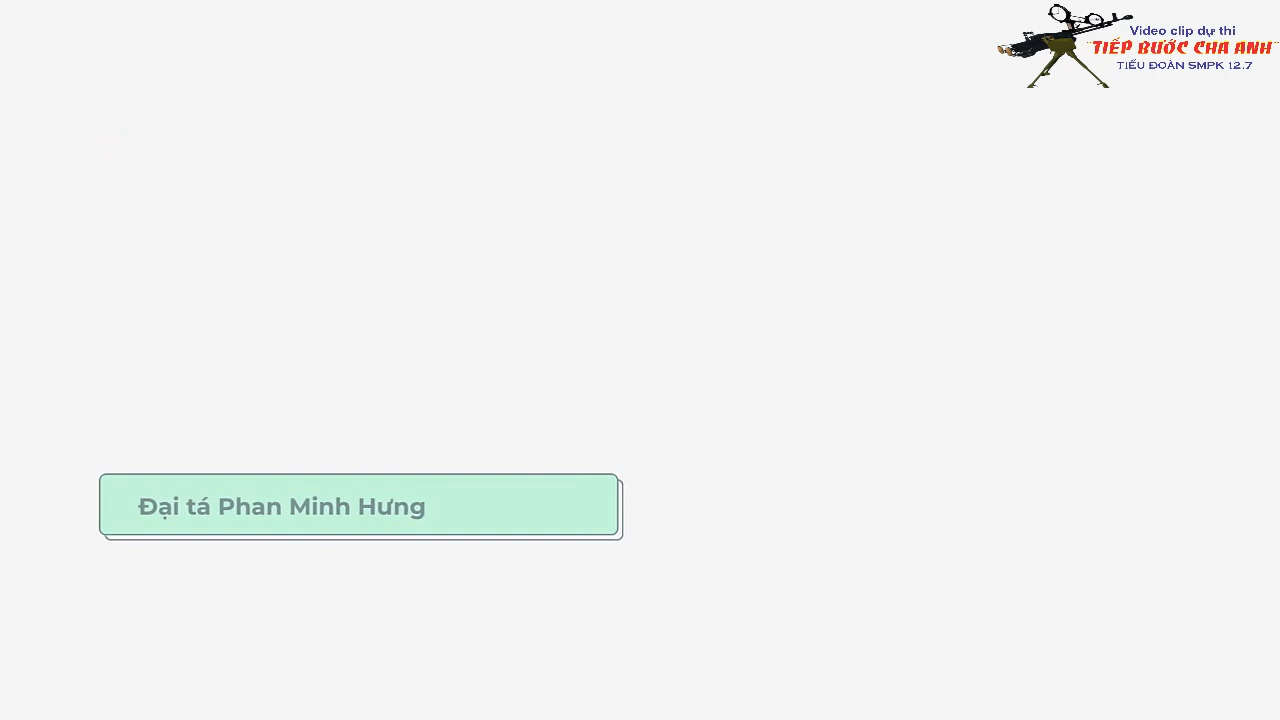 Video clip dự thi
TIẾP BƯỚC CHA ANH
TIỂU ĐOÀN SMPK 12.7
Đại tá Phan Minh Hưng